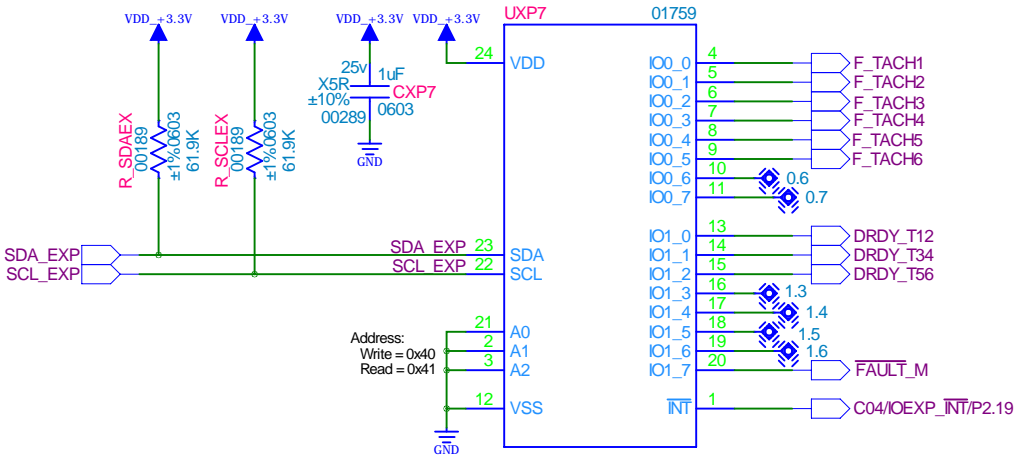 VDD_+3.3V VDD_+3.3V VDD_+3.3V VDD_+3.3V
UXP7 01759
24 VDD
25v
X5R 1uF
±10% CXP7
00289 0603
GND
R_SDAEX
00189
±1%0603
61.9K
R_SCLEX
00189
±1%0603
61.9K
SDA_EXP SDA_EXP 23 SDA
SCL_EXP SCL_EXP 22 SCL
Address:
Write = 0x40
Read = 0x41
21 A0
2 A1
3 A2
12 VSS
GND
IO0_0 4 F_TACH1
IO0_1 5 F_TACH2
IO0_2 6 F_TACH3
IO0_3 7 F_TACH4
IO0_4 8 F_TACH5
IO0_5 9 F_TACH6
IO0_6 10 0.6
IO0_7 11 0.7
IO1_0 13 DRDY_T12
IO1_1 14 DRDY_T34
IO1_2 15 DRDY_T56
IO1_3 16 1.3
IO1_4 17 1.4
IO1_5 18 1.5
IO1_6 19 1.6
IO1_7 20 FAULT_M
INT 1 C04/IOEXP_INT/P2.19